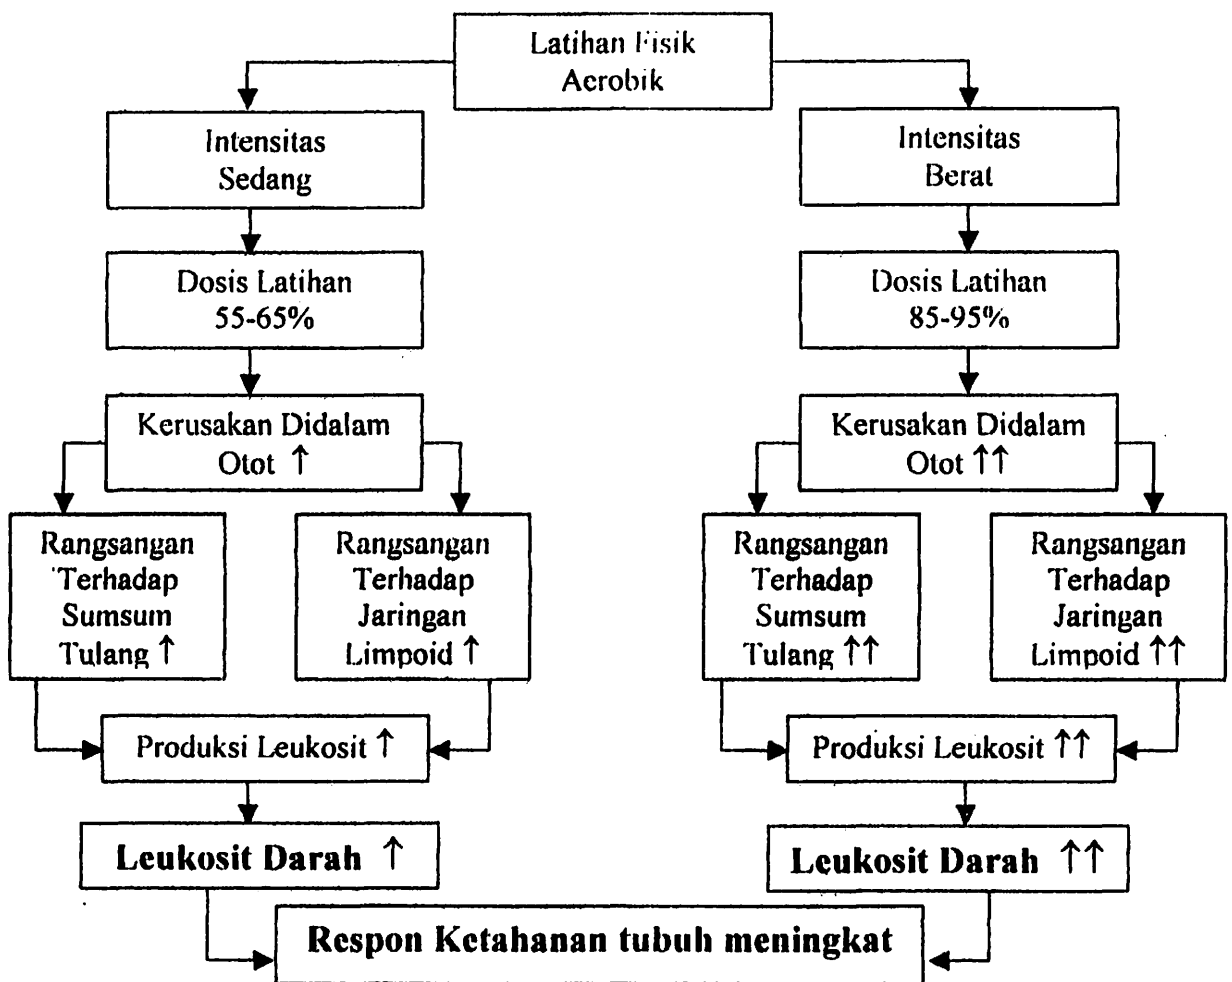 Latihan Fisik
Aerobik
Intensitas
Sedang
Intensitas
Berat
Dosis Latihan
55-65%
Dosis Latihan
85-95%
Kerusakan Didalam
Otot ↑
Kerusakan Didalam
Otot ↑↑
Rangsangan
Terhadap
Sumsum
Tulang ↑
Rangsangan
Terhadap
Jaringan
Limpoid ↑
Rangsangan
Terhadap
Sumsum
Tulang ↑↑
Rangsangan
Terhadap
Jaringan
Limpoid ↑↑
Produksi Leukosit ↑
Produksi Leukosit ↑↑
Leukosit Darah ↑
Leukosit Darah ↑↑
Respon Ketahanan tubuh meningkat